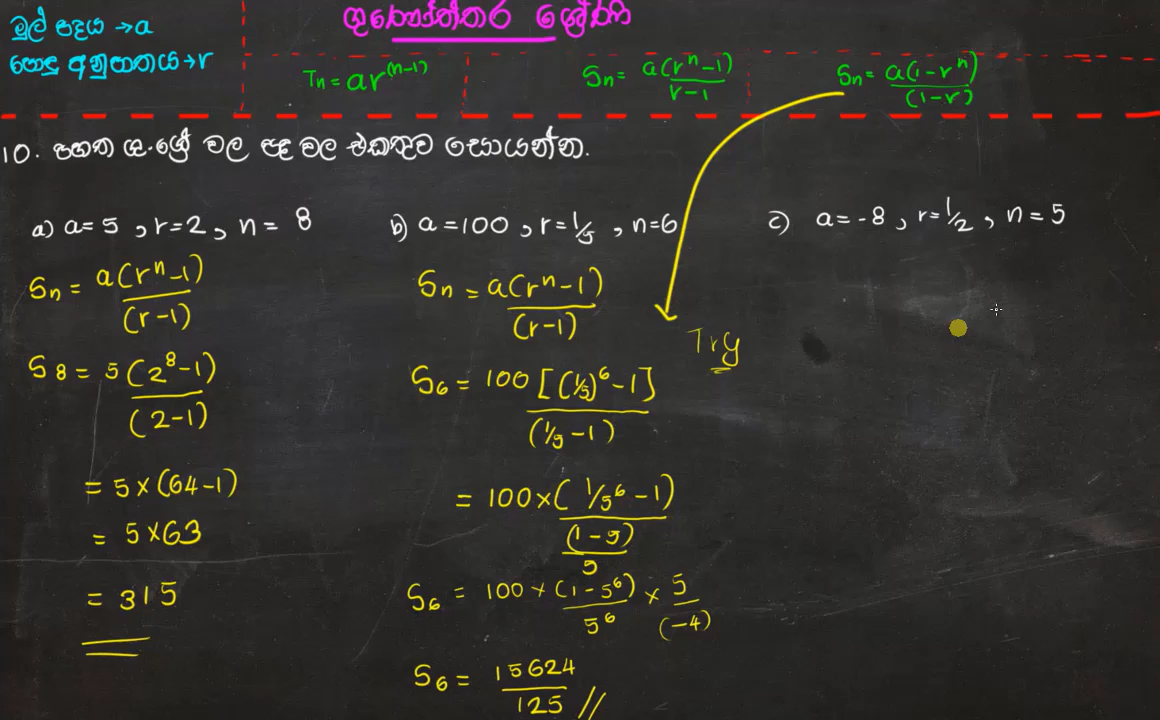 ගුණෝත්තර ශ්‍රේණි
මුල් පදය → a
පොදු අනුපාතය → r
Tn = ar^(n-1)
Sn = a(r^n - 1) / r - 1
Sn = a(1 - r^n) / (1 - r)
10. පහත ගු.ශ්‍රේ වල පද වල එකතුව සොයන්න.
a) a = 5 , r = 2 , n = 8
Sn = a(r^n - 1) / (r - 1)
S8 = 5(2^8 - 1) / (2 - 1)
= 5 × (64 - 1)
= 5 × 63
= 315
b) a = 100 , r = 1/5 , n = 6
Sn = a(r^n - 1) / (r - 1)
Try
S6 = 100 [(1/5)^6 - 1] / (1/5 - 1)
= 100 × (1/5^6 - 1) / ((1 - 5) / 5)
S6 = 100 × (1 - 5^6) / 5^6 × 5 / (-4)
S6 = 15624 / 125 //
c) a = -8 , r = 1/2 , n = 5